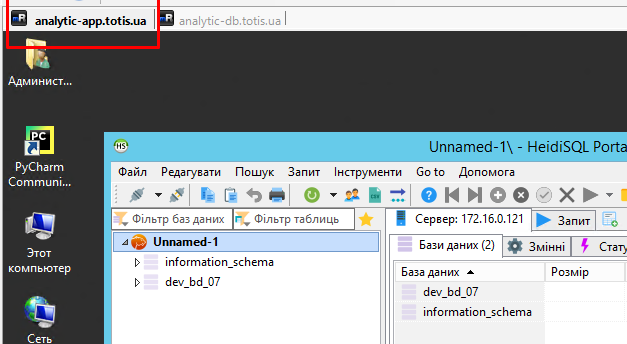 analytic-app.totis.ua analytic-db.totis.ua
Админист...
PyCharm
Communi...
Этот
компьютер
Сеть
Unnamed-1\ - HeidiSQL Porta
Файл Редагувати Пошук Запит Інструменти Go to Допомога
Фільтр баз даних Фільтр таблиць Сервер: 172.16.0.121 Запит
Unnamed-1 Бази даних (2) Змінні Стату
information_schema База даних Розмір
dev_bd_07 dev_bd_07
information_schema